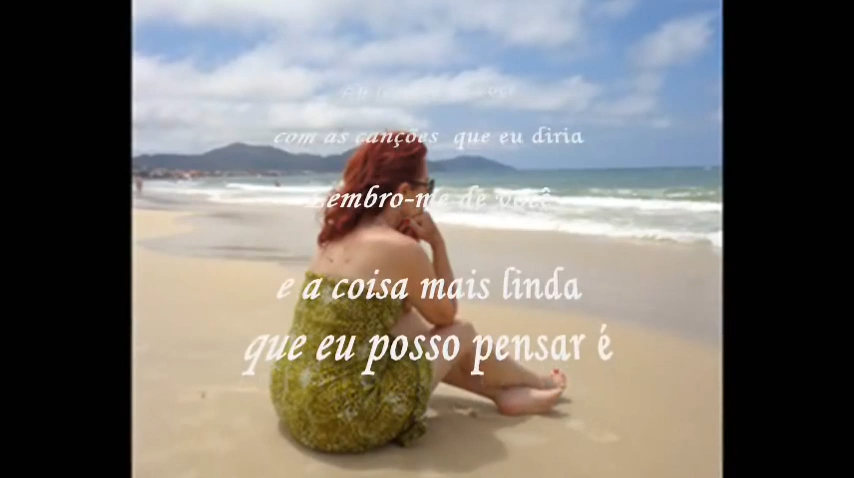 com as canções que eu diria
Lembro-me de você
e a coisa mais linda
que eu posso pensar é